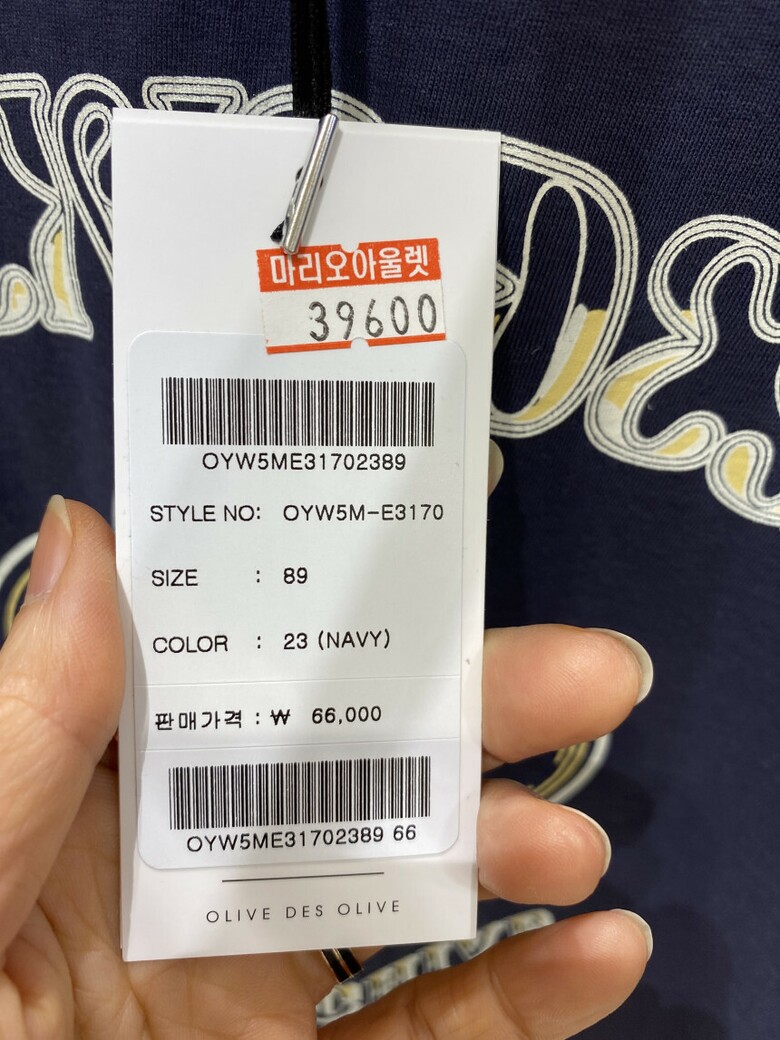 마리오아울렛
39600
OYW5ME31702389
STYLE NO: OYW5M-E3170
SIZE : 89
COLOR : 23 (NAVY)
판매가격 : ₩ 66,000
OYW5ME31702389 66
OLIVE DES OLIVE